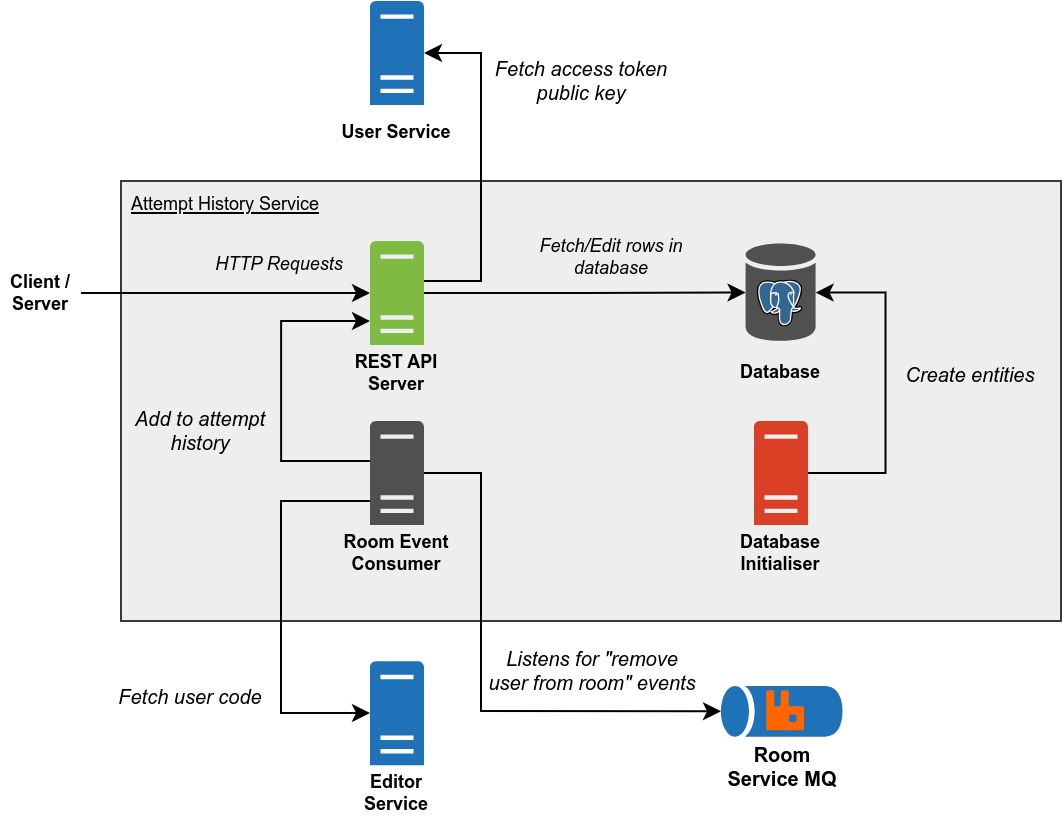 Fetch access token
public key
User Service
Attempt History Service
HTTP Requests
Fetch/Edit rows in
database
Client /
Server
REST API
Server
Database
Create entities
Add to attempt
history
Room Event
Consumer
Database
Initialiser
Listens for "remove
user from room" events
Fetch user code
Editor
Service
Room
Service MQ